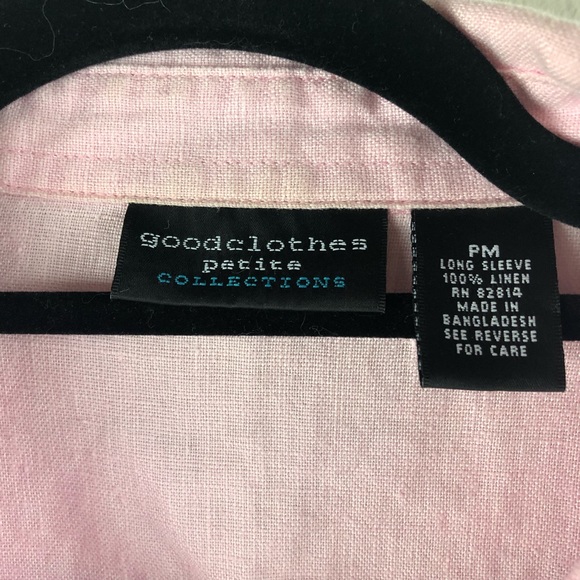 goodclothes
petite
COLLECTIONS
PM
LONG SLEEVE
100% LINEN
RN 82814
MADE IN
BANGLADESH
SEE REVERSE
FOR CARE